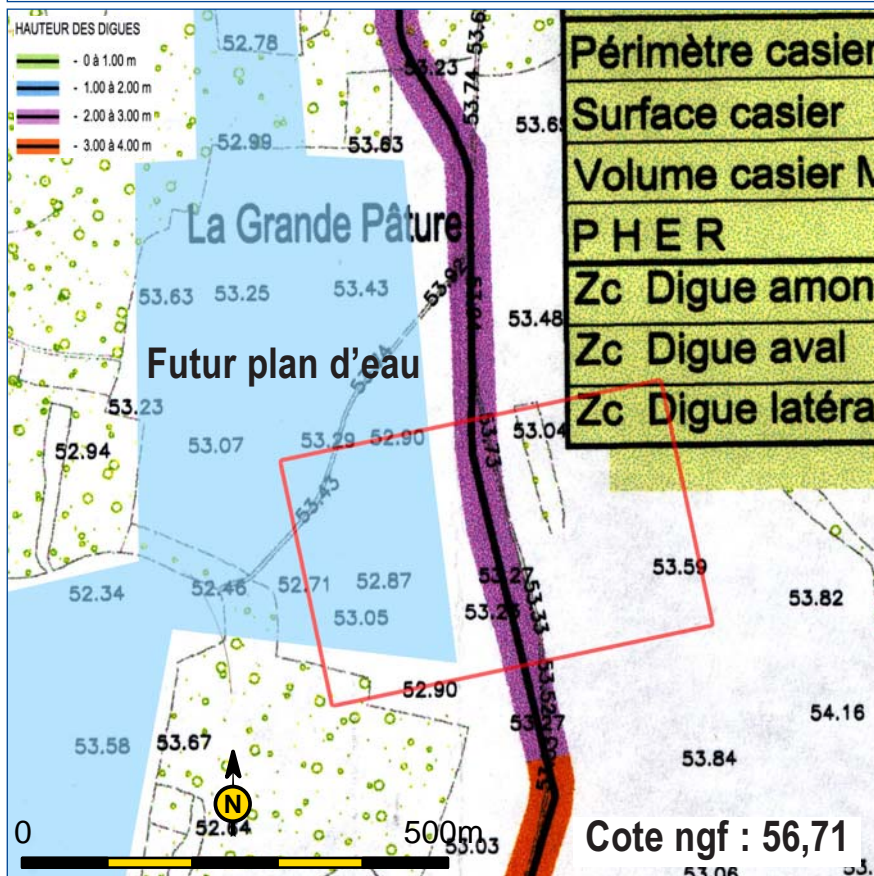 HAUTEUR DES DIGUES
- 0 à 1.00 m
- 1.00 à 2.00 m
- 2.00 à 3.00 m
- 3.00 à 4.00 m
52.78
53.23
53.74
52.99
53.63
Périmètre casier
Surface casier
Volume casier M
P H E R
Zc Digue amon
Zc Digue aval
Zc Digue latéra
La Grande Pâture
53.92
53.63
53.25
53.43
53.48
Futur plan d'eau
53.23
52.94
53.07
53.29
52.90
53.73
53.04
53.43
52.34
52.46
52.71
52.87
53.05
53.27
53.33
53.59
53.82
52.90
53.27
54.16
53.58
53.67
53.84
N
52.64
0
500m
53.03
Cote ngf : 56,71
53.06